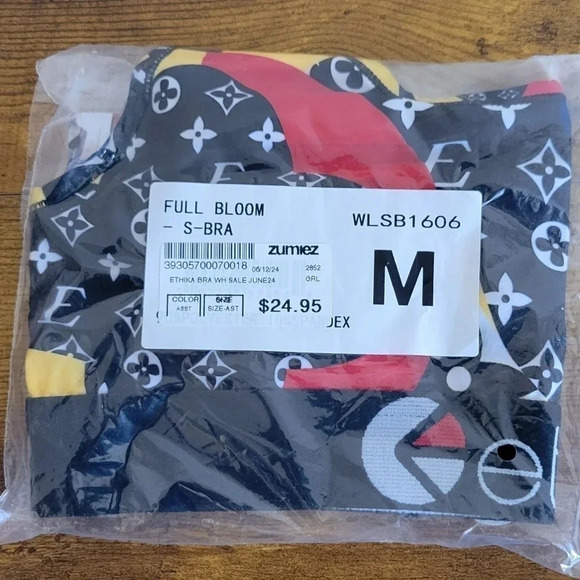 FULL BLOOM
- S-BRA
WLSB1606
zumiez
39305700070018
06/12/24
2852
ETHIKA BRA WH SALE JUNE24
GRL
COLOR
ASST
SIZE
SIZE-AST
$24.95
M
E
E
E
e